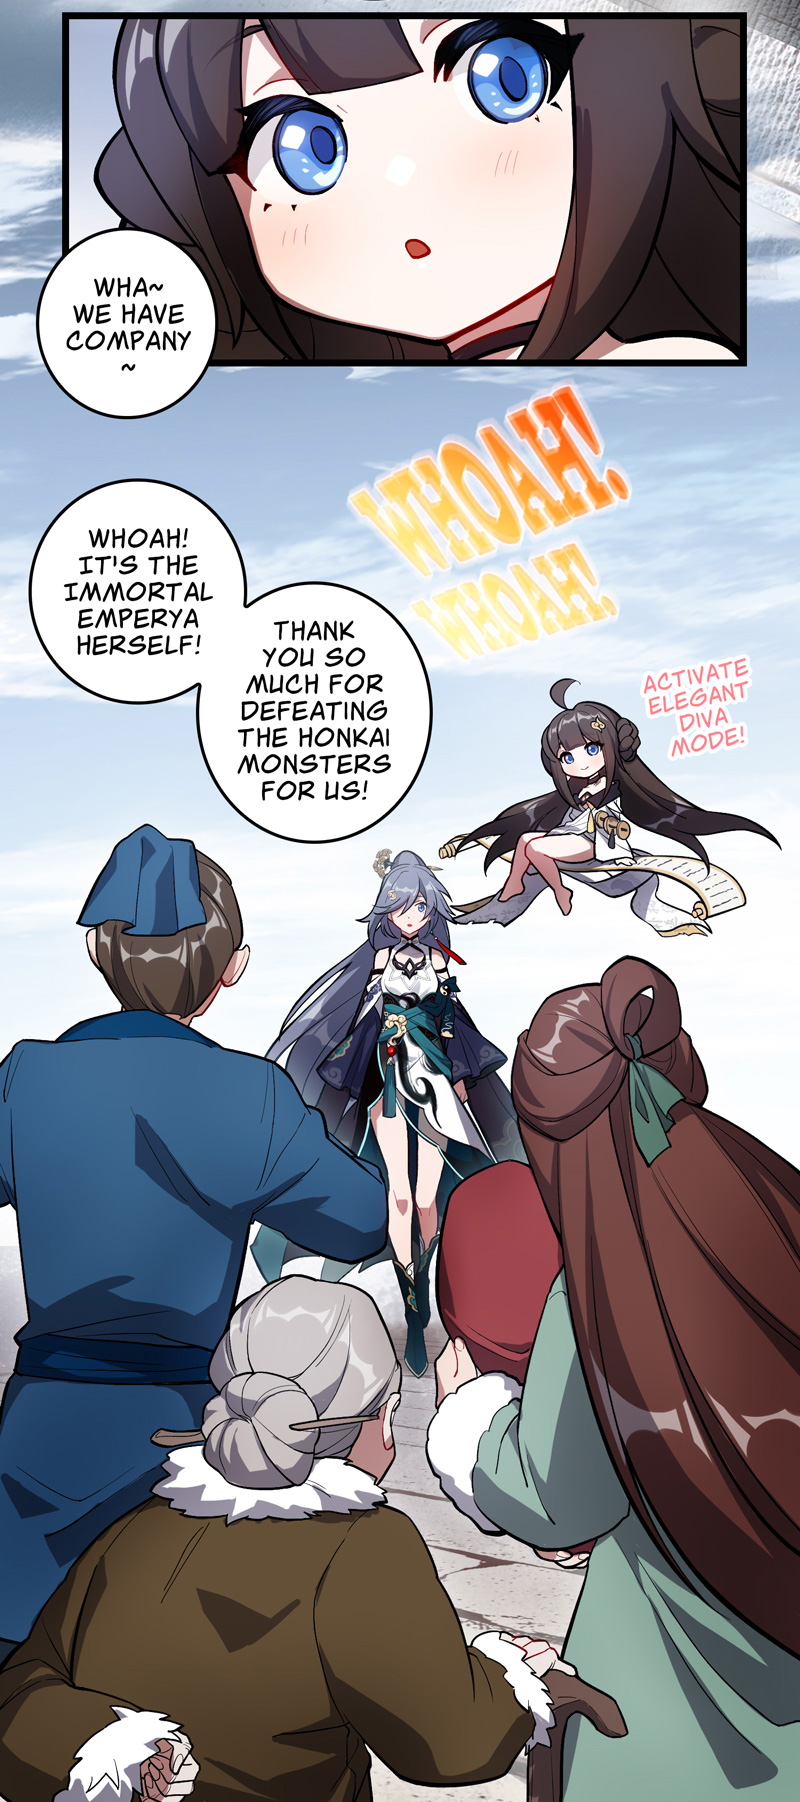 WHA~
WE HAVE
COMPANY
~
WHOAH!
WHOAH!
WHOAH!
IT'S THE
IMMORTAL
EMPERYA
HERSELF!
THANK
YOU SO
MUCH FOR
DEFEATING
THE HONKAI
MONSTERS
FOR US!
ACTIVATE
ELEGANT
DIVA
MODE!